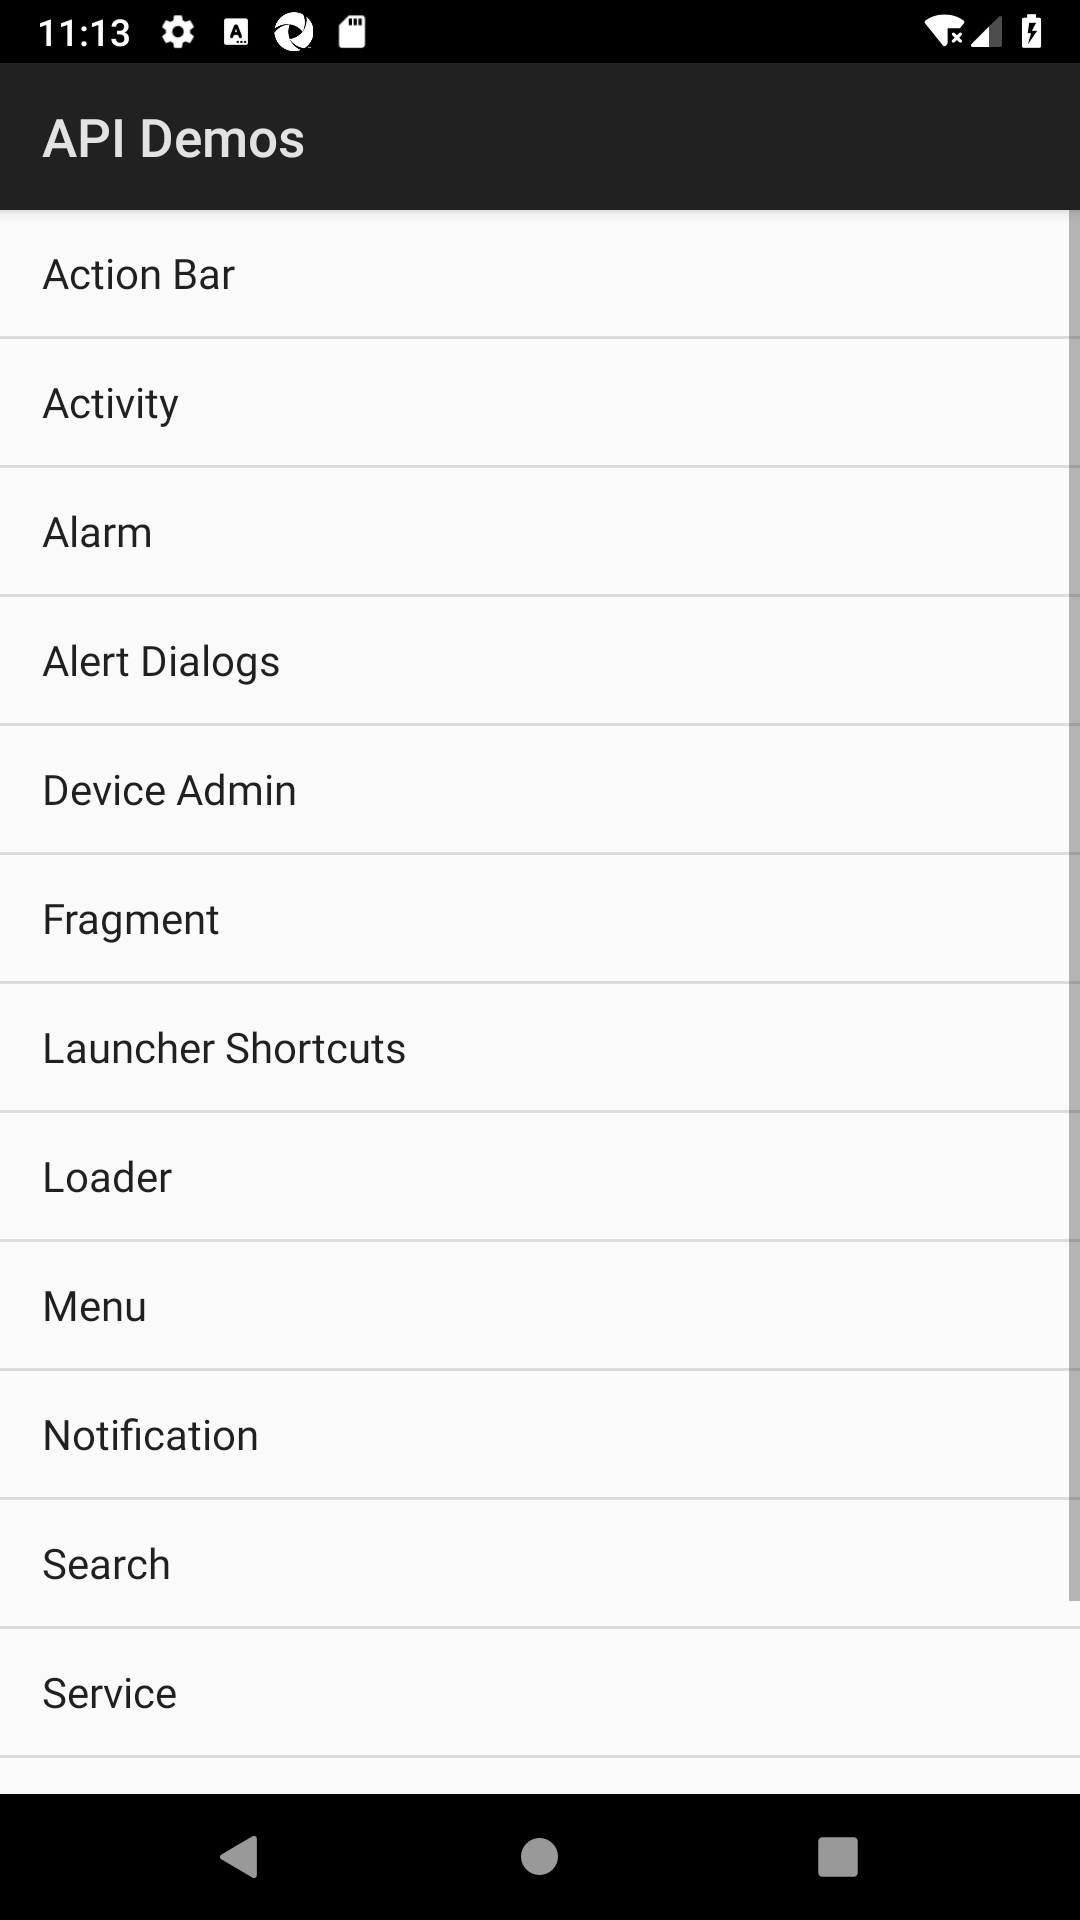 11:13
API Demos
Action Bar
Activity
Alarm
Alert Dialogs
Device Admin
Fragment
Launcher Shortcuts
Loader
Menu
Notification
Search
Service